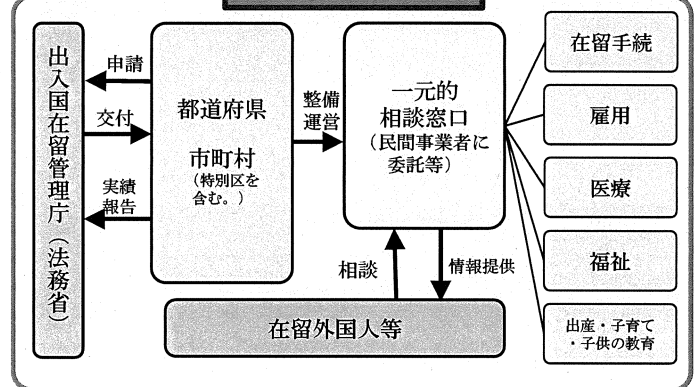 出入国在留管理庁（法務省）
申請
交付
実績
報告
都道府県
市町村
（特別区を
含む。）
整備
運営
一元的
相談窓口
（民間事業者に
委託等）
相談
情報提供
在留外国人等
在留手続
雇用
医療
福祉
出産・子育て
・子供の教育